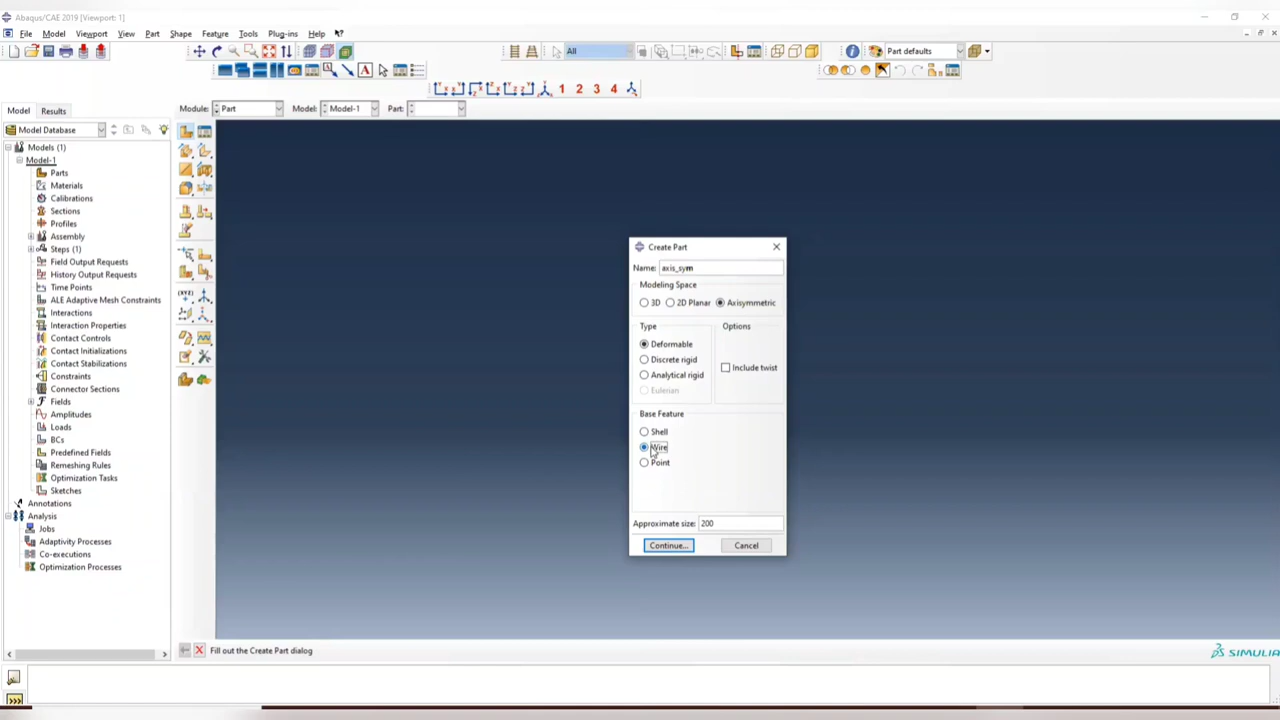 Abaqus/CAE 2019 [Viewport: 1]
File Model Viewport View Part Shape Feature Tools Plug-ins Help
All
Part defaults
1 2 3 4
Model Results
Module: Part Model: Model-1 Part:
Model Database
Models (1)
Model-1
Parts
Materials
Calibrations
Sections
Profiles
Assembly
Steps (1)
Field Output Requests
History Output Requests
Time Points
ALE Adaptive Mesh Constraints
Interactions
Interaction Properties
Contact Controls
Contact Initializations
Contact Stabilizations
Constraints
Connector Sections
Fields
Amplitudes
Loads
BCs
Predefined Fields
Remeshing Rules
Optimization Tasks
Sketches
Annotations
Analysis
Jobs
Adaptivity Processes
Co-executions
Optimization Processes
Create Part
Name: axis_sym
Modeling Space
3D 2D Planar Axisymmetric
Type
Deformable
Discrete rigid
Analytical rigid
Eulerian
Options
Include twist
Base Feature
Shell
Wire
Point
Approximate size: 200
Continue... Cancel
Fill out the Create Part dialog
SIMULIA
>>>